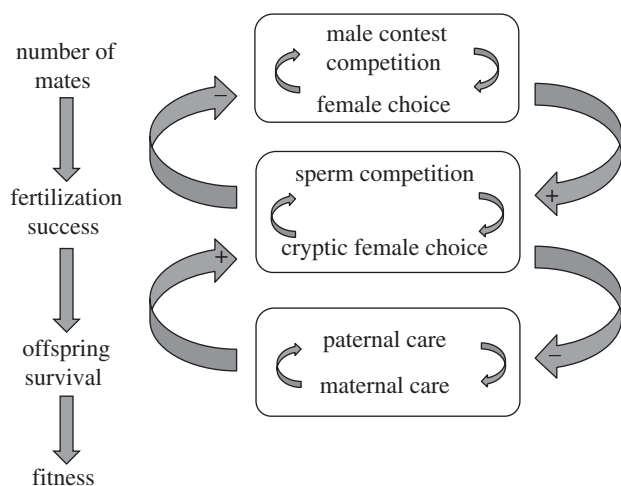 number of
mates
fertilization
success
offspring
survival
fitness
male contest
competition
female choice
sperm competition
cryptic female choice
paternal care
maternal care
−
+
+
−